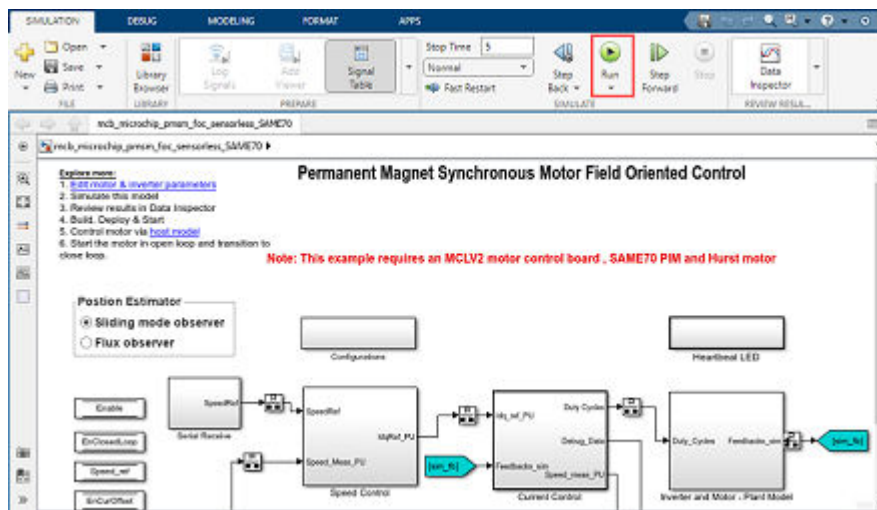 SIMULATION DEBUG MODELING FORMAT APPS
New
Open
Save
Print
FILE
Library
Browser
LIBRARY
Log
Signals
Add
Viewer
Signal
Table
PREPARE
Stop Time 5
Normal
Fast Restart
Step
Back
Run
Step
Forward
Stop
SIMULATE
Data
Inspector
REVIEW RESUL...
mcb_microchip_pmsm_foc_sensorless_SAME70
mcb_microchip_pmsm_foc_sensorless_SAME70
Explore more:
1. Edit motor & inverter parameters
2. Simulate this model
3. Review results in Data Inspector
4. Build, Deploy & Start
5. Control motor via host model
6. Start the motor in open loop and transition to
close loop.
Permanent Magnet Synchronous Motor Field Oriented Control
Note: This example requires an MCLV2 motor control board , SAME70 PIM and Hurst motor
Postion Estimator
Sliding mode observer
Flux observer
Configurations
Heartbeat LED
Enable
EnClosedLoop
Speed_ref
EnCurOffset
SpeedRef
Serial Receive
SpeedRef
Speed_Meas_PU
IdqRef_PU
Speed Control
[sim_fb]
Idq_ref_PU
Feedbacks_sim
Duty Cycles
Debug_Data
Speed_meas_PU
Current Control
Duty_Cycles
Feedbacks_sim
Inverter and Motor - Plant Model
[sim_fb]